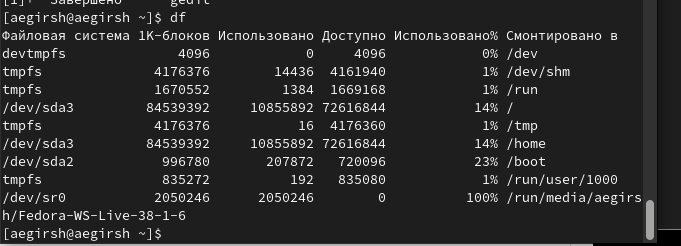 [1]+  Завершено      gedit
[aegirsh@aegirsh ~]$ df
Файловая система 1K-блоков Использовано Доступно Использовано% Смонтировано в
devtmpfs              4096            0     4096            0% /dev
tmpfs              4176376        14436  4161940            1% /dev/shm
tmpfs              1670552         1384  1669168            1% /run
/dev/sda3         84539392     10855892 72616844           14% /
tmpfs              4176376           16  4176360            1% /tmp
/dev/sda3         84539392     10855892 72616844           14% /home
/dev/sda2           996780       207872   720096           23% /boot
tmpfs               835272          192   835080            1% /run/user/1000
/dev/sr0           2050246      2050246        0          100% /run/media/aegirs
h/Fedora-WS-Live-38-1-6
[aegirsh@aegirsh ~]$